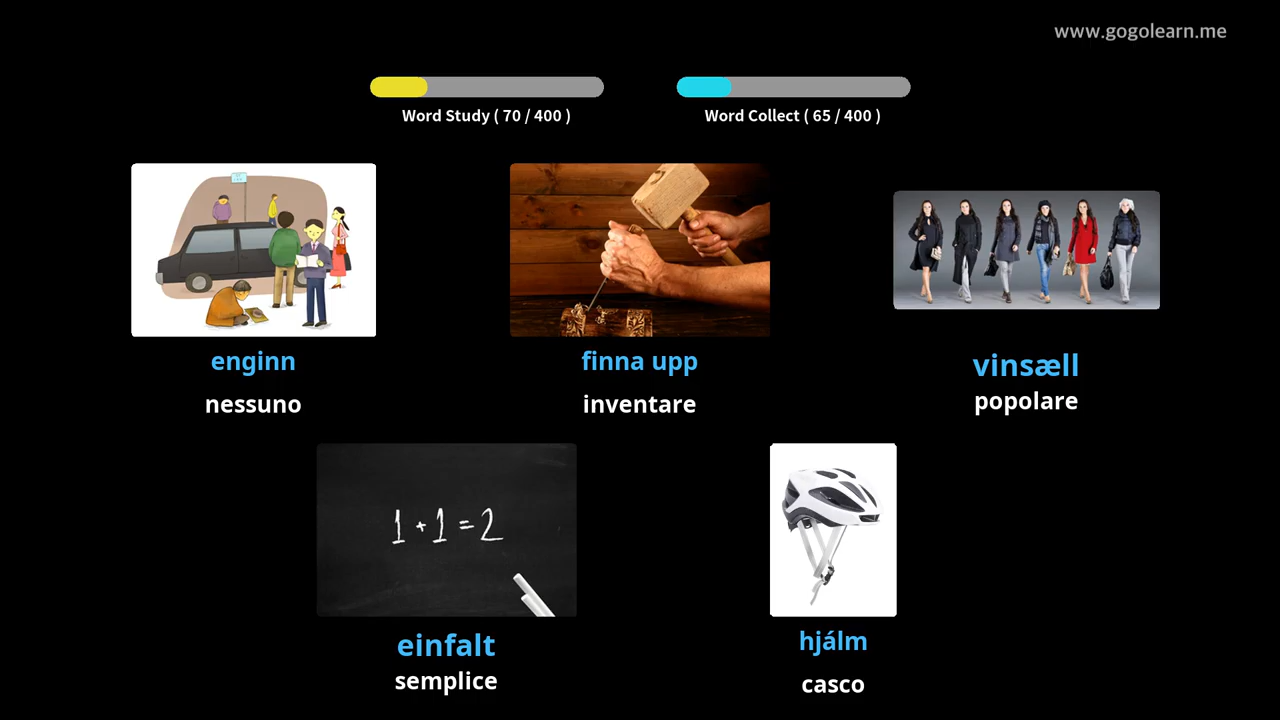 www.gogolearn.me
Word Study ( 70 / 400 )
Word Collect ( 65 / 400 )
enginn
nessuno
finna upp
inventare
vinsæll
popolare
1 + 1 = 2
einfalt
semplice
hjálm
casco